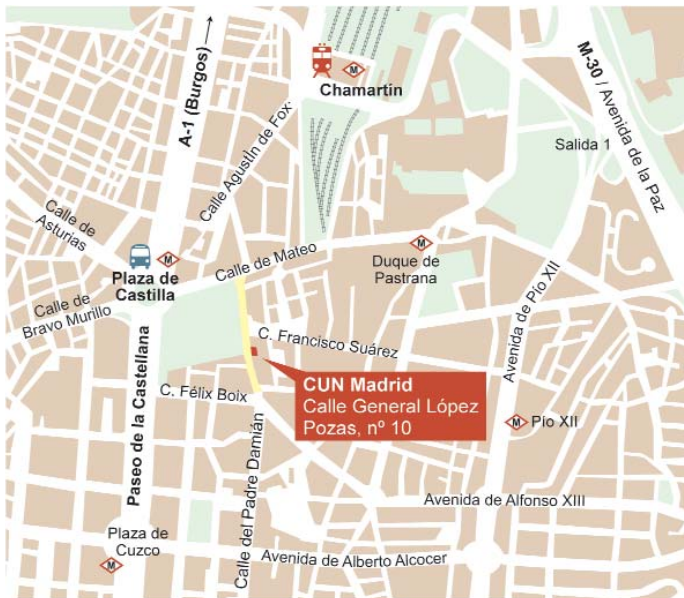 A-1 (Burgos)
M
Chamartín
M-30 / Avenida de la Paz
Calle Agustín de Fox
Salida 1
Calle de
Asturias
M
Plaza de
Castilla
Calle de Mateo
M
Duque de
Pastrana
Calle de
Bravo Murillo
Avenida de Pío XII
C. Francisco Suárez
Paseo de la Castellana
C. Félix Boix
CUN Madrid
Calle General López
Pozas, nº 10
M
Pío XII
Calle del Padre Damián
Avenida de Alfonso XIII
Plaza de
Cuzco
M
Avenida de Alberto Alcocer